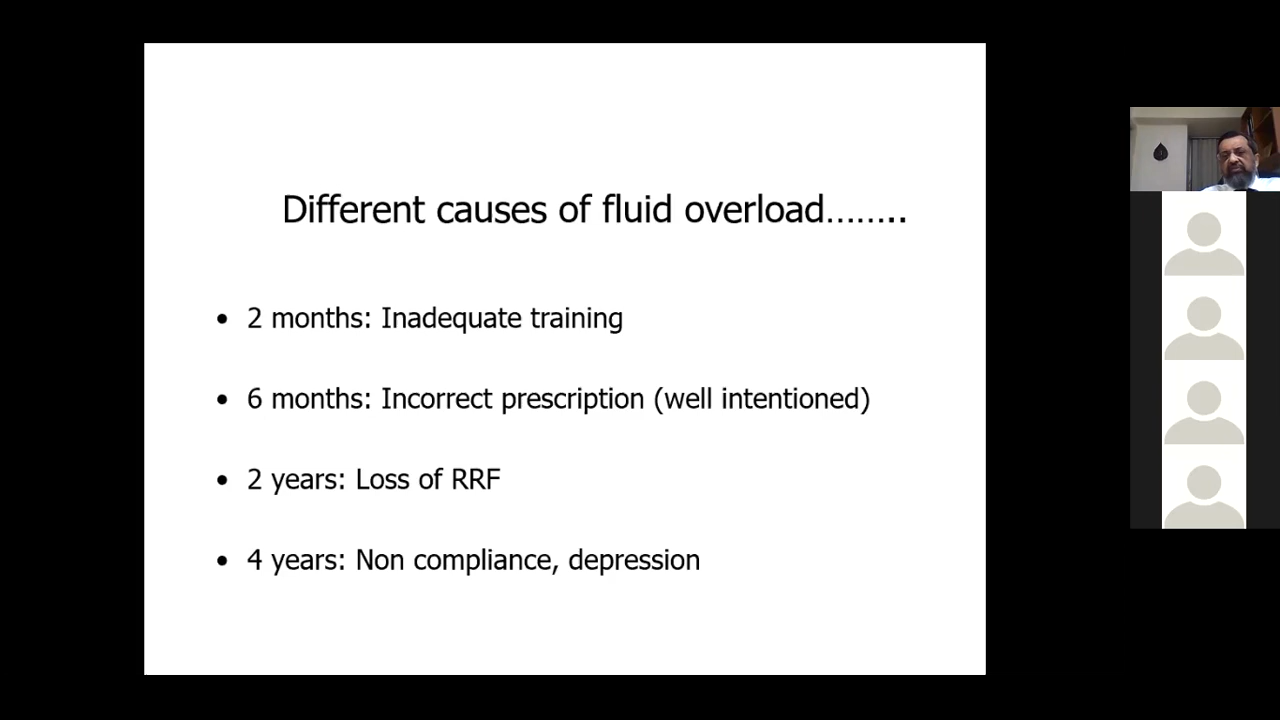 Different causes of fluid overload……..
• 2 months: Inadequate training
• 6 months: Incorrect prescription (well intentioned)
• 2 years: Loss of RRF
• 4 years: Non compliance, depression